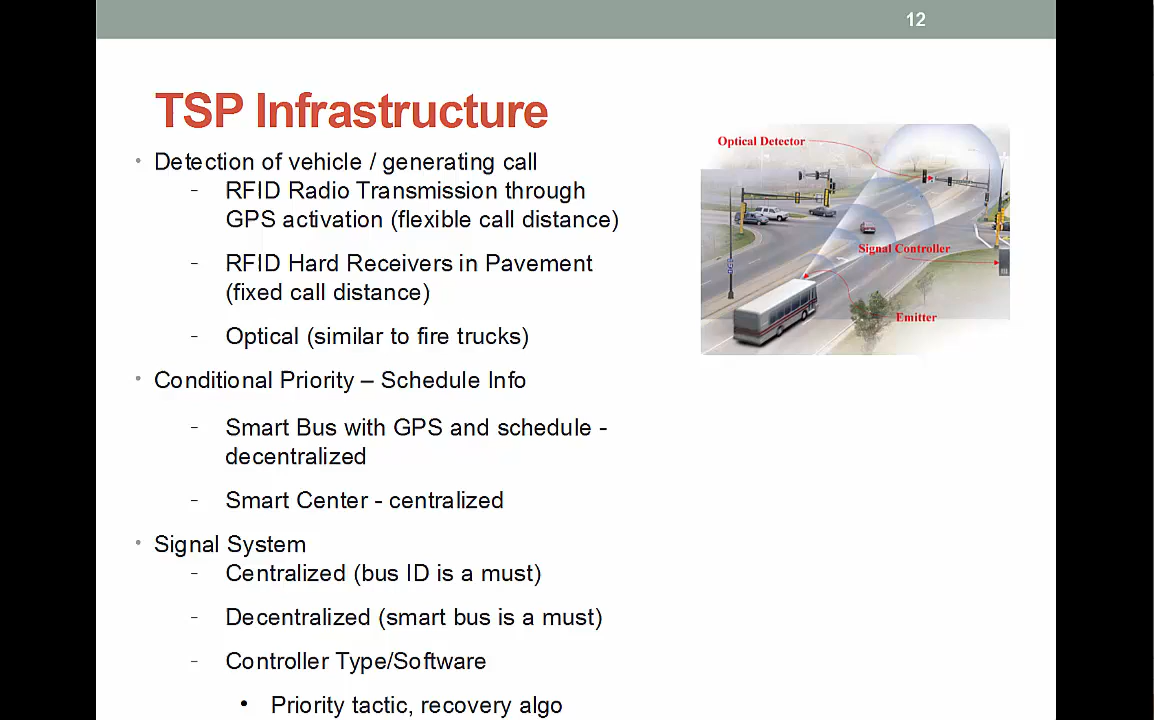 12
TSP Infrastructure
• Detection of vehicle / generating call
- RFID Radio Transmission through
GPS activation (flexible call distance)
- RFID Hard Receivers in Pavement
(fixed call distance)
- Optical (similar to fire trucks)
• Conditional Priority – Schedule Info
- Smart Bus with GPS and schedule -
decentralized
- Smart Center - centralized
• Signal System
- Centralized (bus ID is a must)
- Decentralized (smart bus is a must)
- Controller Type/Software
• Priority tactic, recovery algo
Optical Detector
Signal Controller
Emitter